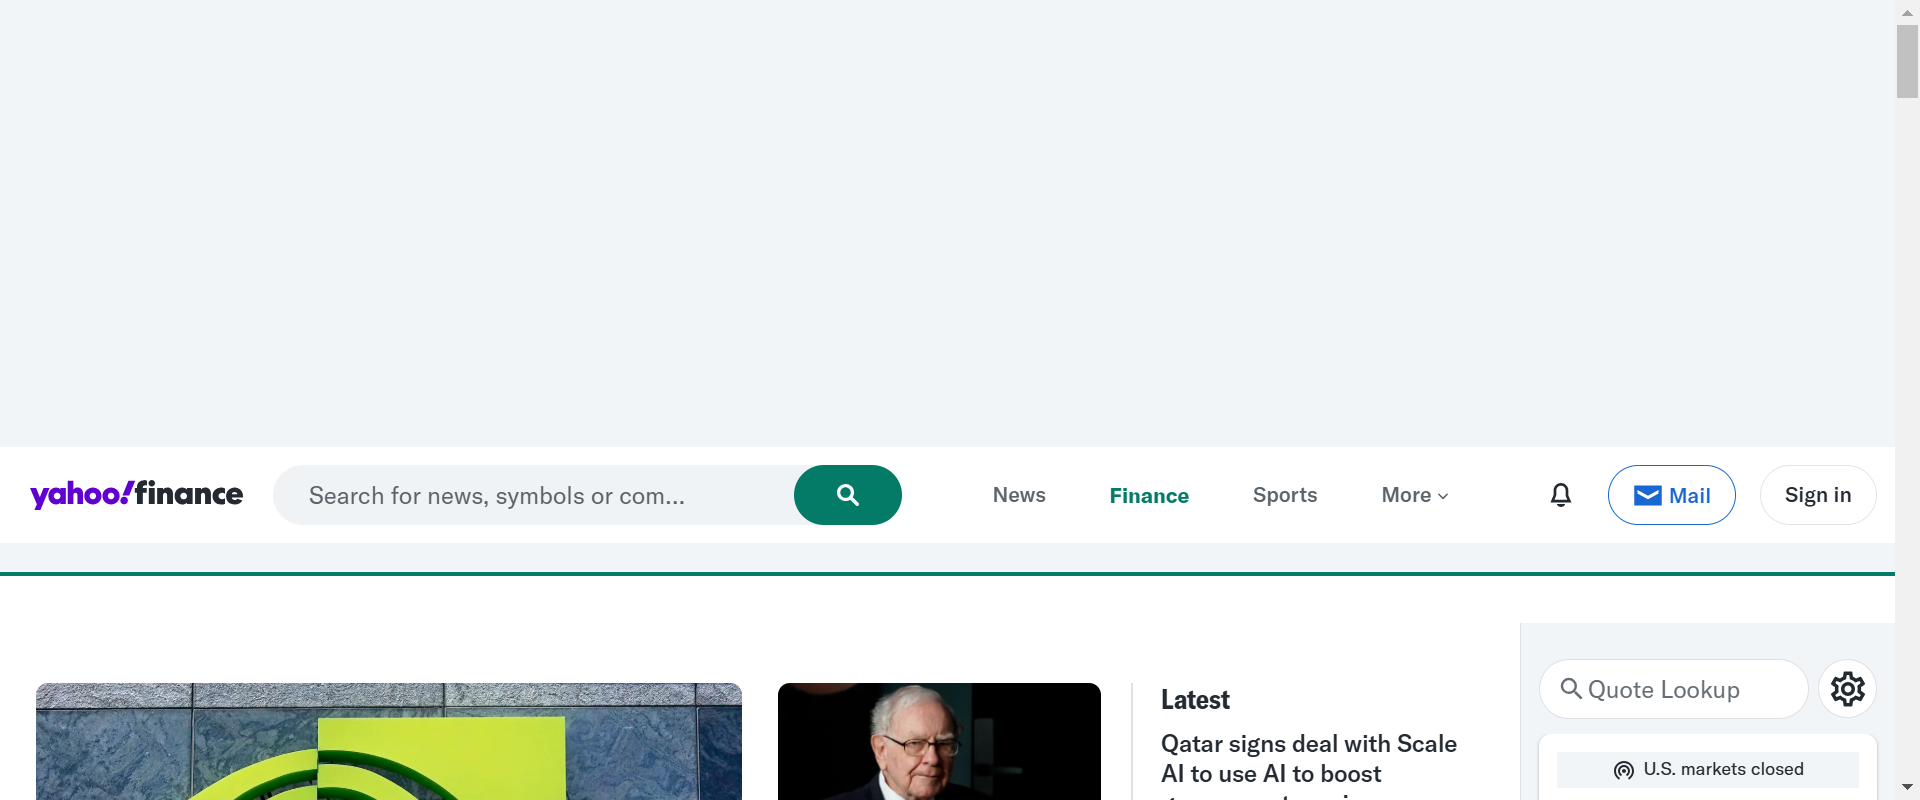 yahoo!finance
Search for news, symbols or com...
News
Finance
Sports
More
Mail
Sign in
Latest
Qatar signs deal with Scale
AI to use AI to boost
Quote Lookup
U.S. markets closed